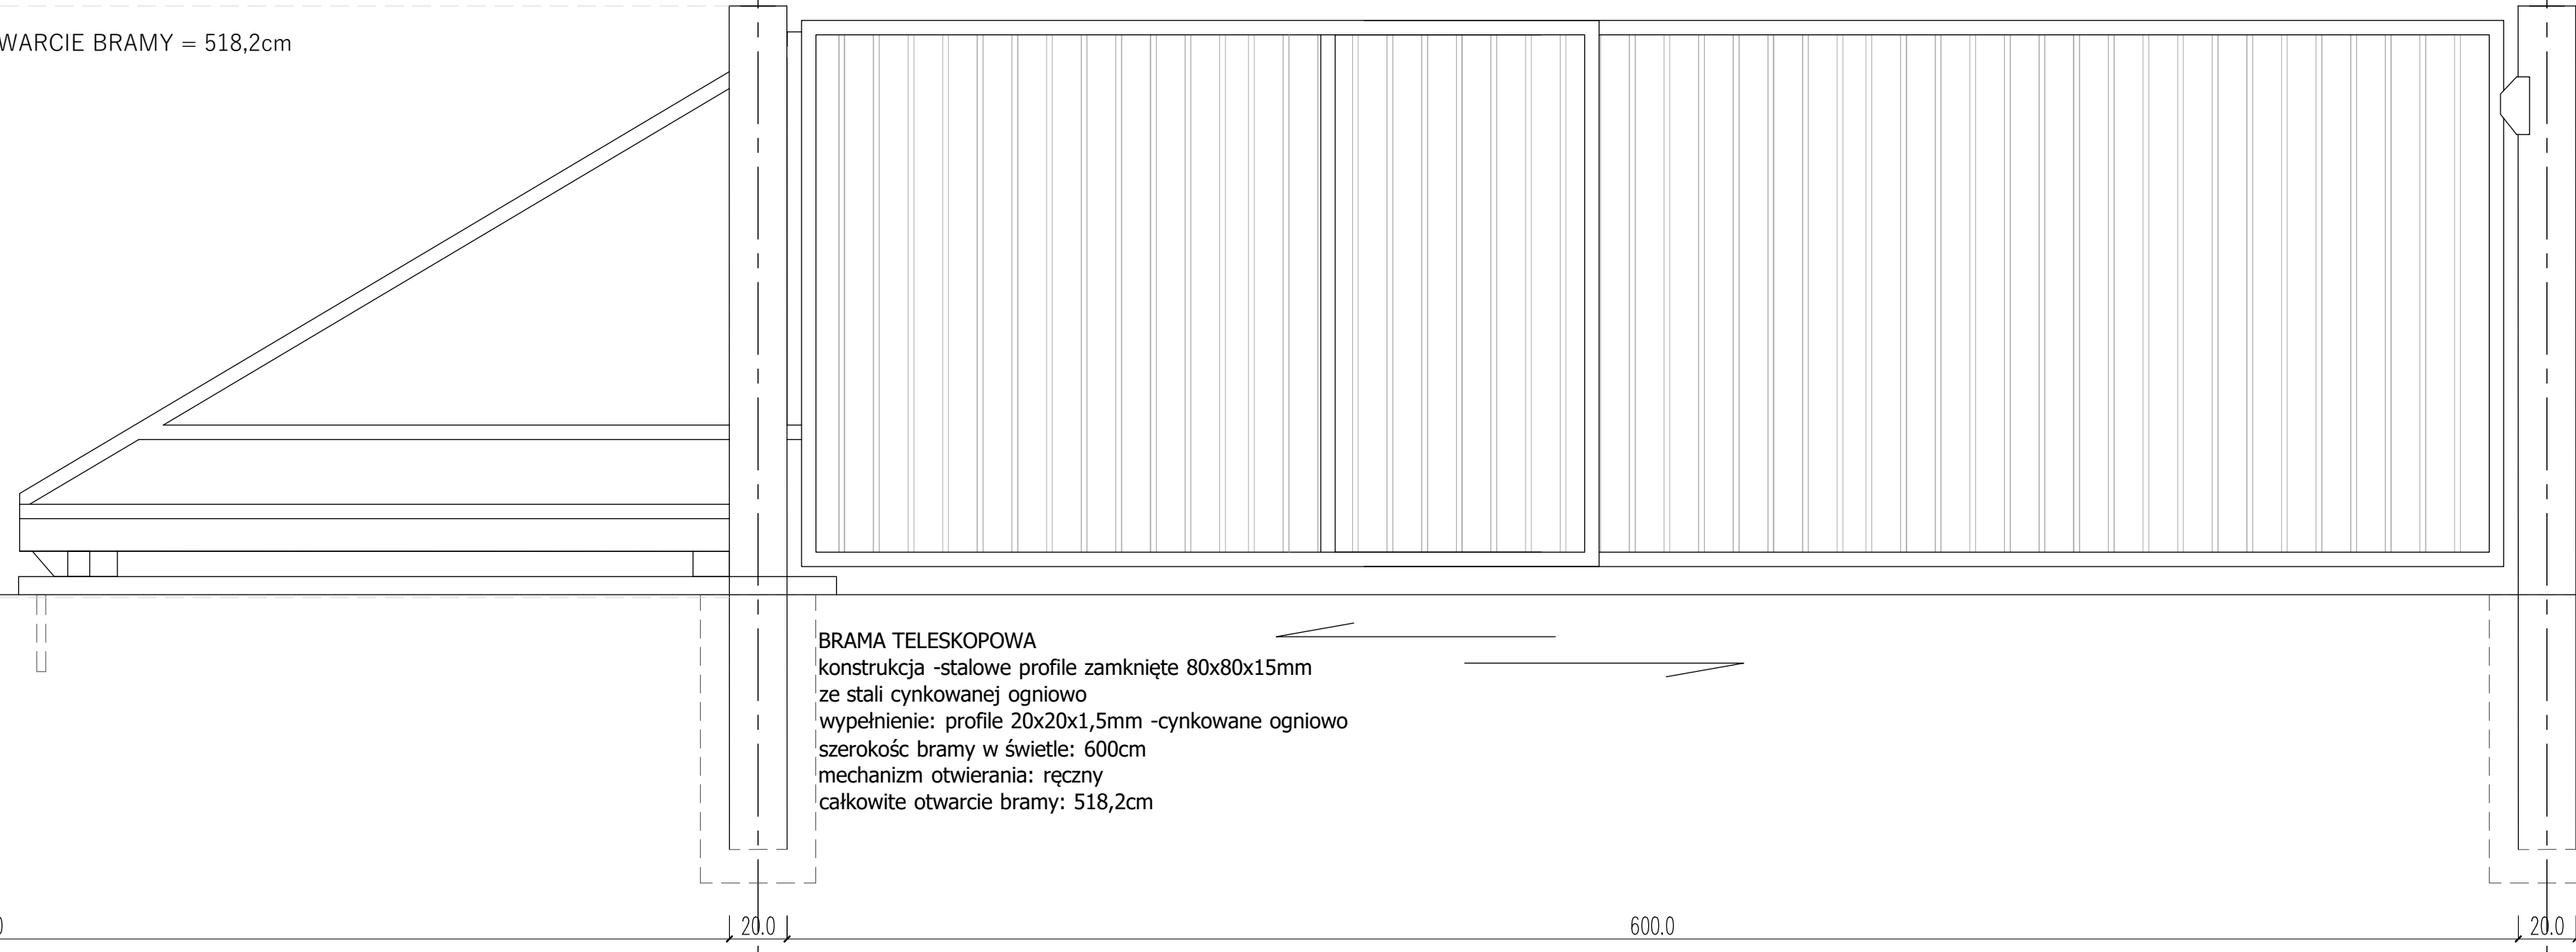 WARCIE BRAMY = 518,2cm
BRAMA TELESKOPOWA
konstrukcja -stalowe profile zamknięte 80x80x15mm
ze stali cynkowanej ogniowo
wypełnienie: profile 20x20x1,5mm -cynkowane ogniowo
szerokośc bramy w świetle: 600cm
mechanizm otwierania: ręczny
całkowite otwarcie bramy: 518,2cm
20.0 600.0 20.0